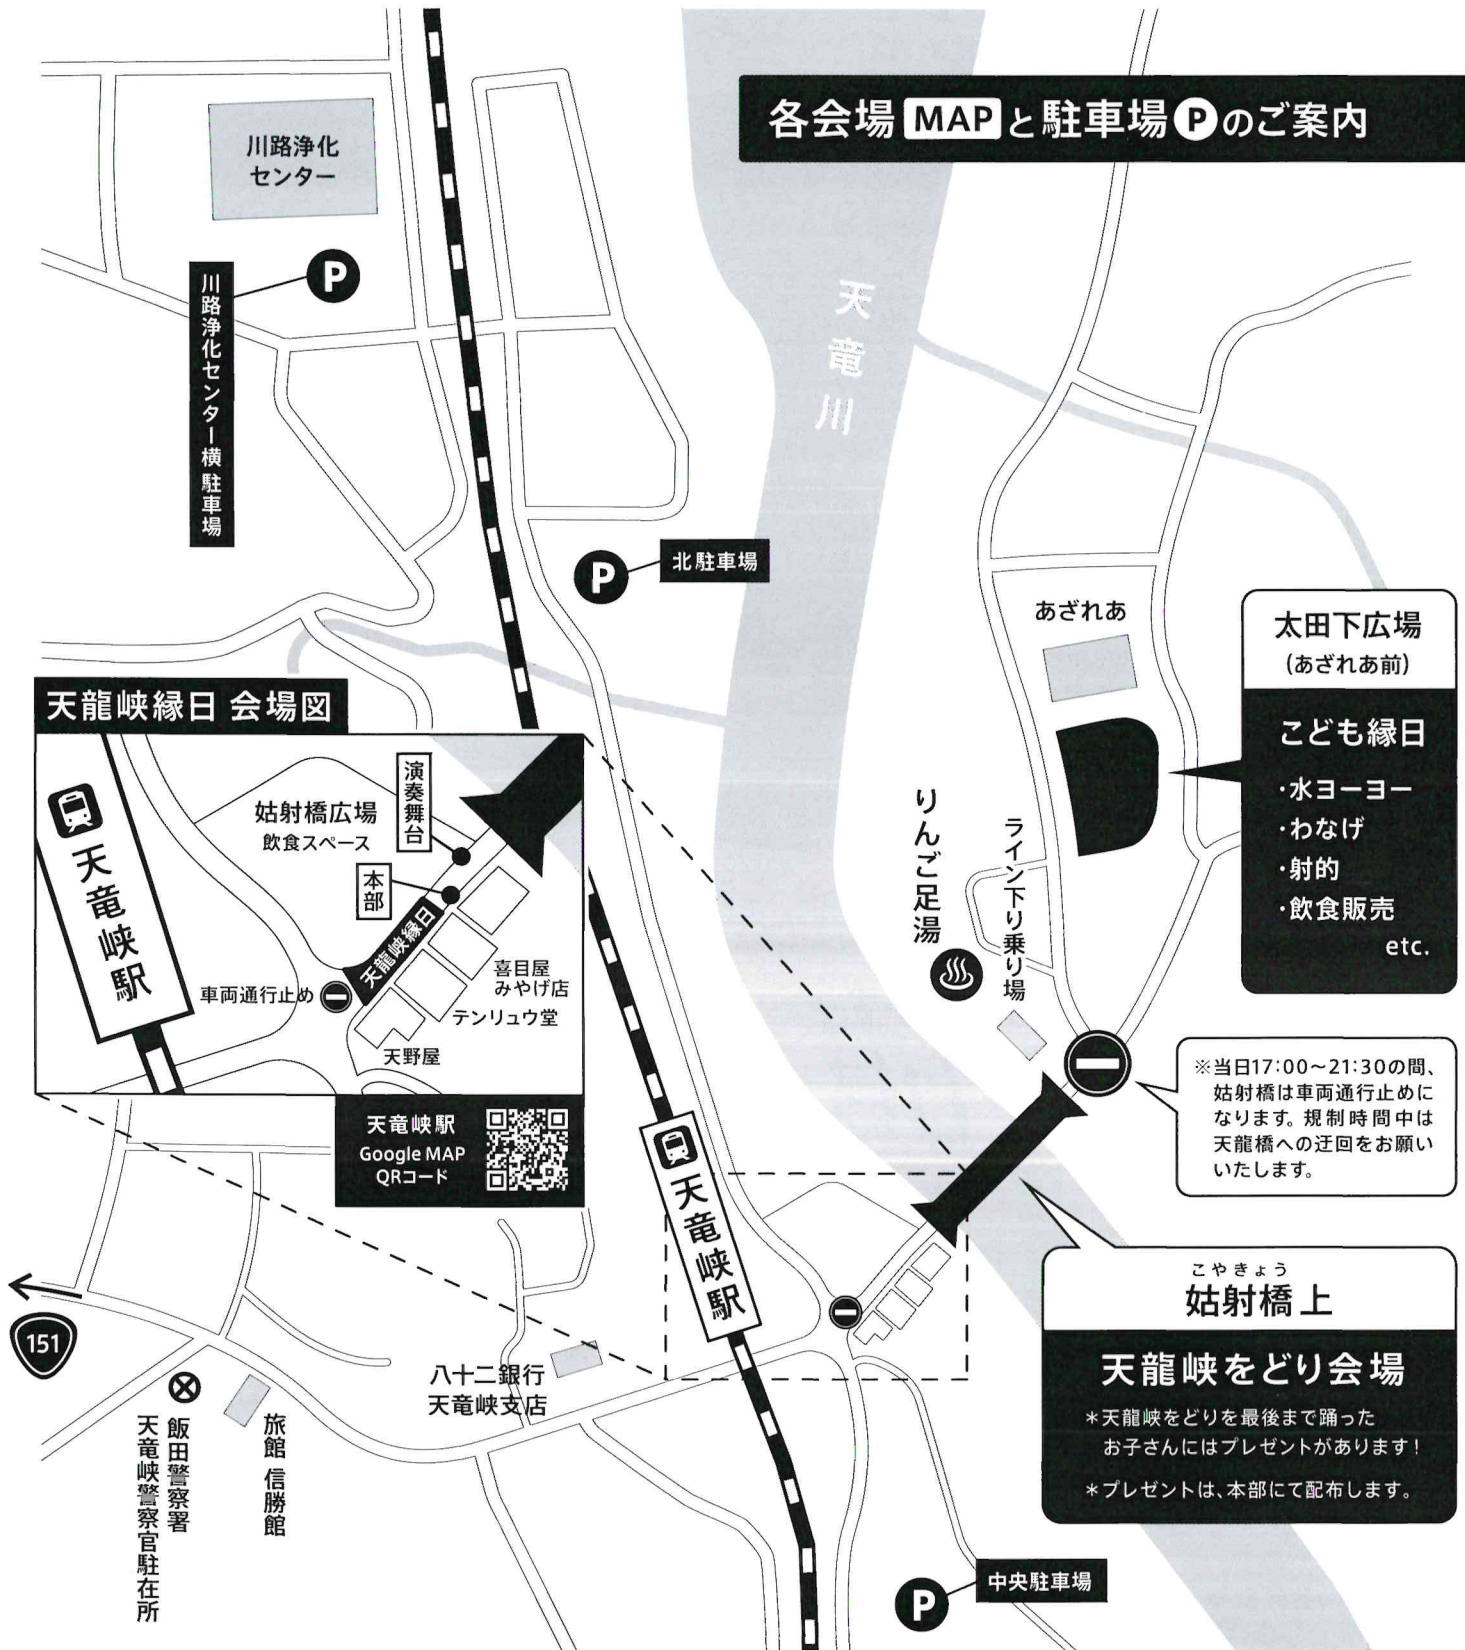 各会場 MAP と駐車場 P のご案内
川路浄化
センター
P
川路浄化センター横 駐車場
天竜川
P
北駐車場
あざれあ
太田下広場
(あざれあ前)
こども縁日
・水ヨーヨー
・わなげ
・射的
・飲食販売
etc.
天龍峡縁日 会場図
天竜峡駅
姑射橋広場
飲食スペース
演奏舞台
本部
天龍峡縁日
車両通行止め
喜目屋
みやげ店
テンリュウ堂
天野屋
天竜峡駅
Google MAP
QRコード
りんご足湯
ライン下り乗り場
※当日17:00~21:30の間、
姑射橋は車両通行止めに
なります。規制時間中は
天龍橋への迂回をお願い
いたします。
天竜峡駅
こやきょう
姑射橋上
天龍峡をどり会場
*天龍峡をどりを最後まで踊った
お子さんにはプレゼントがあります!
*プレゼントは、本部にて配布します。
151
八十二銀行
天竜峡支店
飯田警察署
天竜峡警察官駐在所
旅館 信勝館
P
中央駐車場